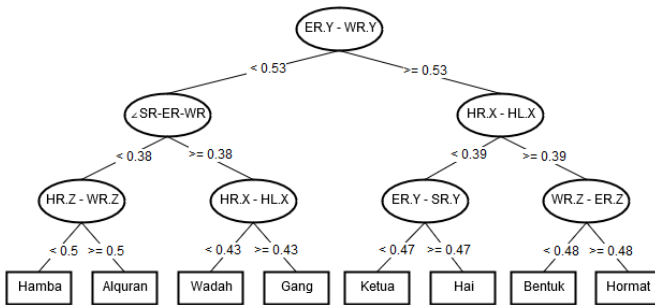 ER.Y - WR.Y
< 0.53 >= 0.53
∠SR-ER-WR HR.X - HL.X
< 0.38 >= 0.38 < 0.39 >= 0.39
HR.Z - WR.Z HR.X - HL.X ER.Y - SR.Y WR.Z - ER.Z
< 0.5 >= 0.5 < 0.43 >= 0.43 < 0.47 >= 0.47 < 0.48 >= 0.48
Hamba Alquran Wadah Gang Ketua Hai Bentuk Hormat